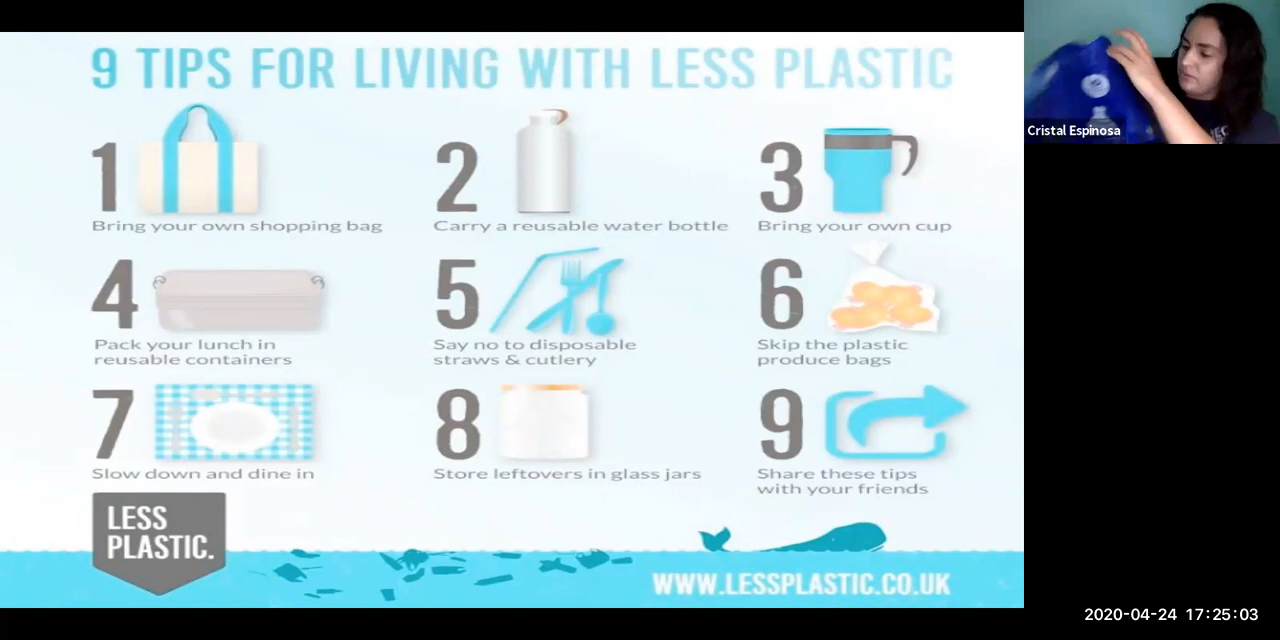 9 TIPS FOR LIVING WITH LESS PLASTIC
1
Bring your own shopping bag
2
Carry a reusable water bottle
3
Bring your own cup
4
Pack your lunch in
reusable containers
5
Say no to disposable
straws & cutlery
6
Skip the plastic
produce bags
7
Slow down and dine in
8
Store leftovers in glass jars
9
Share these tips
with your friends
LESS
PLASTIC.
WWW.LESSPLASTIC.CO.UK
Cristal Espinosa
2020-04-24 17:25:03